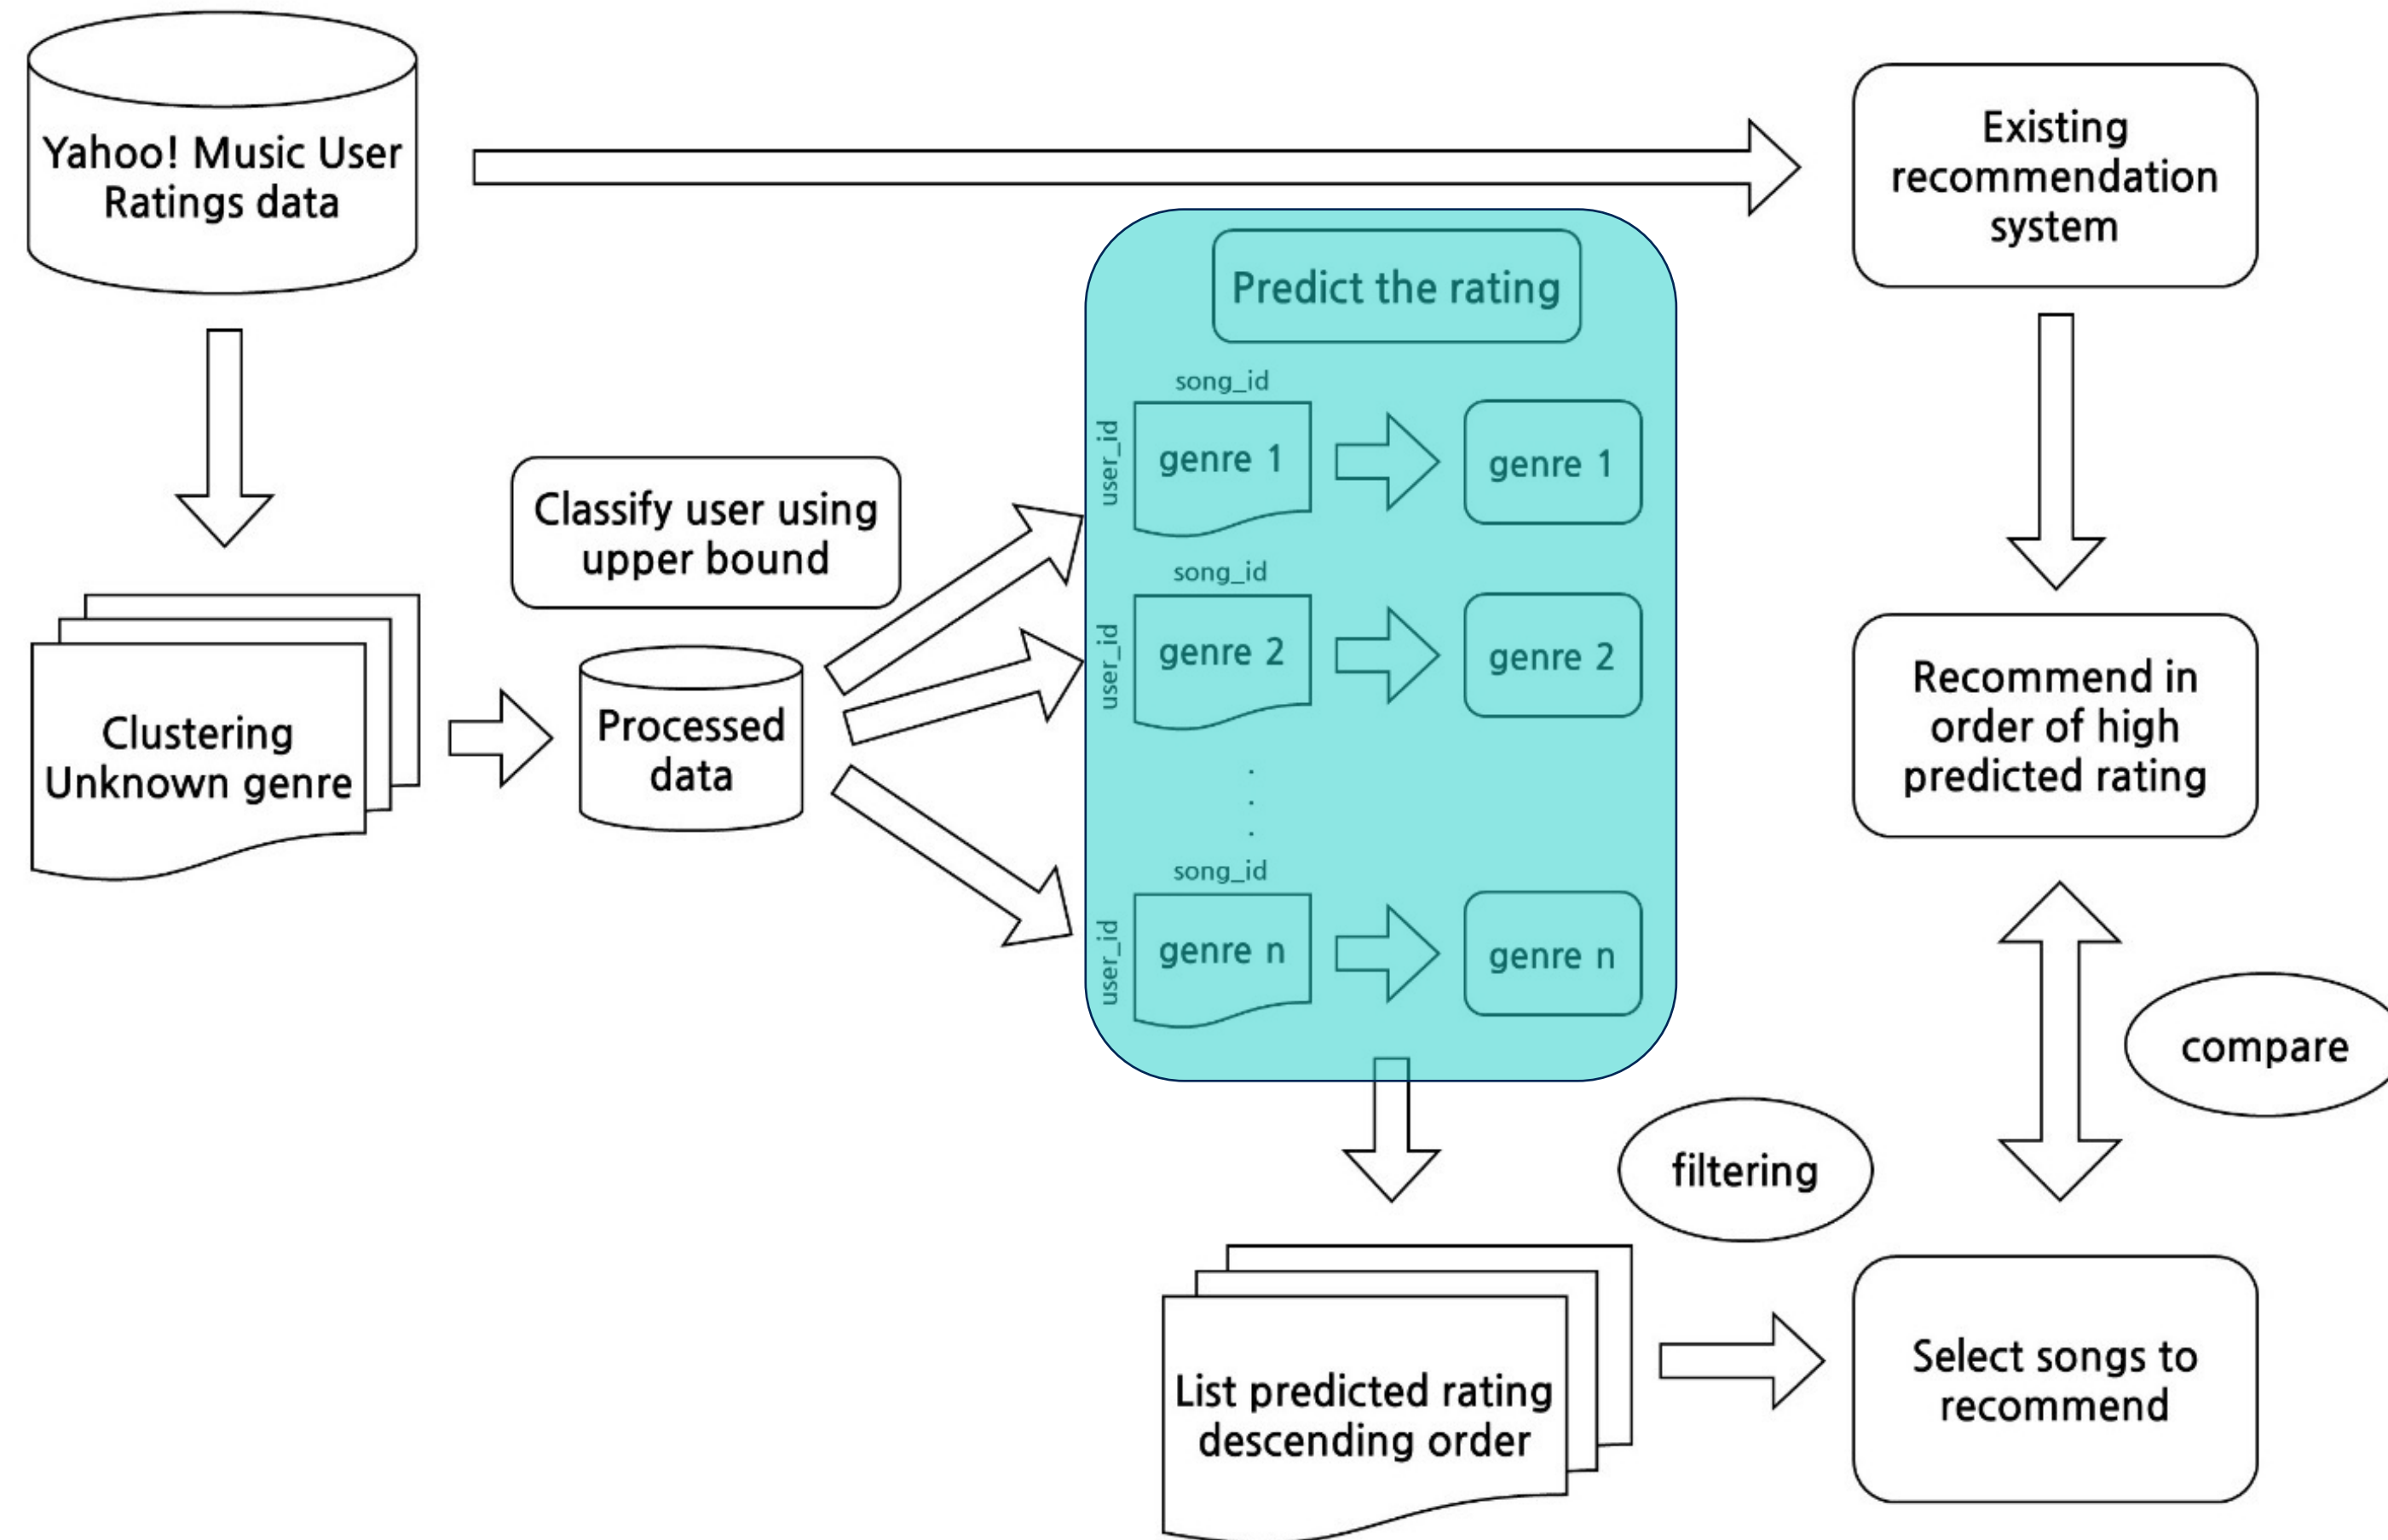 Yahoo! Music User
Ratings data
Existing
recommendation
system
Predict the rating
song_id
user_id
genre 1
genre 1
Classify user using
upper bound
song_id
user_id
genre 2
genre 2
Clustering
Unknown genre
Processed
data
Recommend in
order of high
predicted rating
.
.
.
song_id
user_id
genre n
genre n
compare
filtering
List predicted rating
descending order
Select songs to
recommend